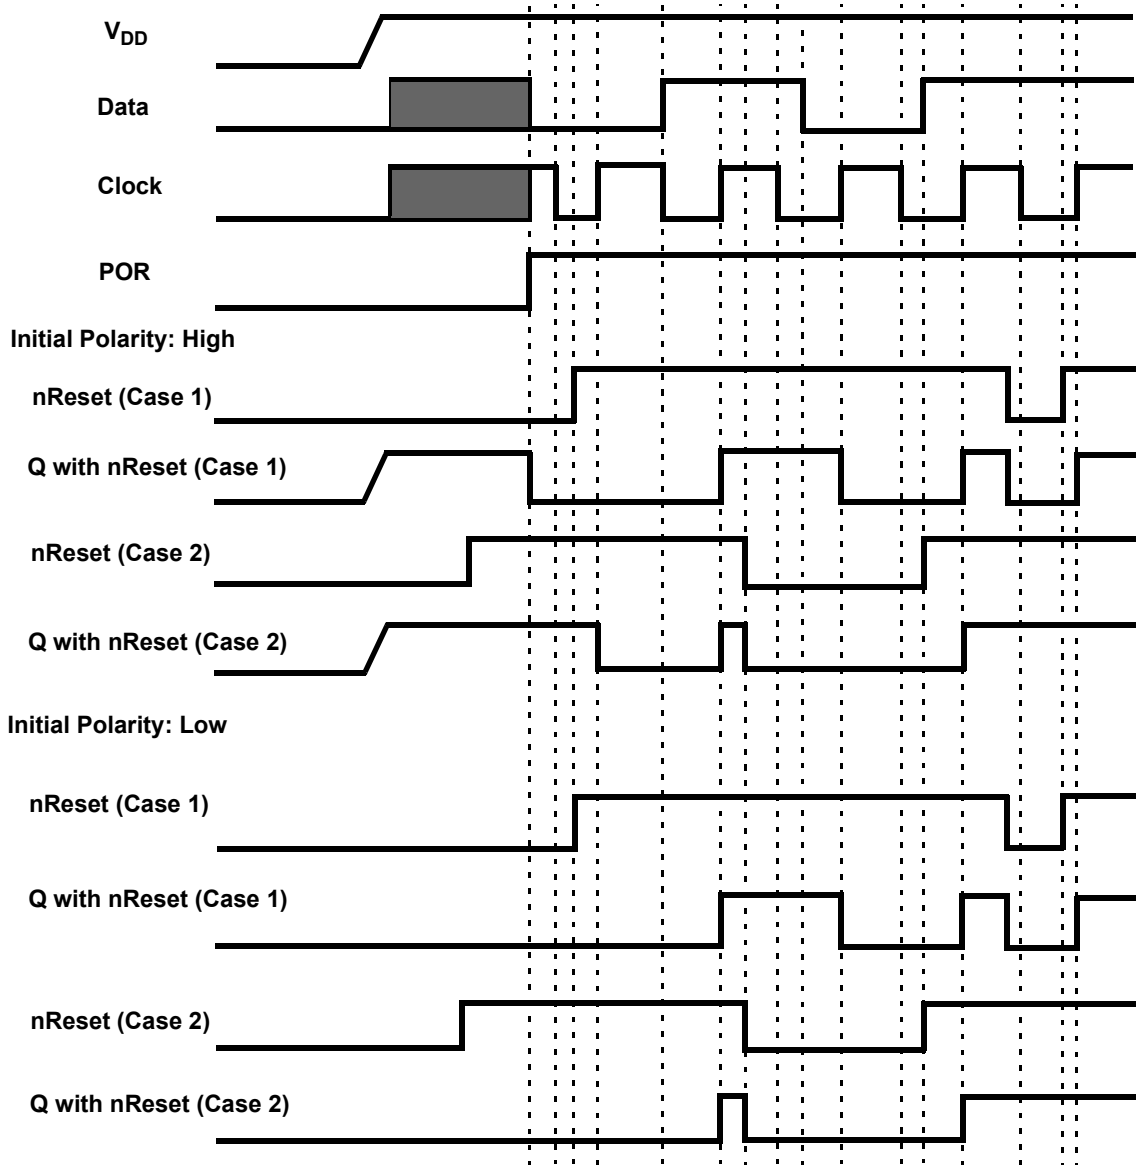 VDD
Data
Clock
POR
Initial Polarity: High
nReset (Case 1)
Q with nReset (Case 1)
nReset (Case 2)
Q with nReset (Case 2)
Initial Polarity: Low
nReset (Case 1)
Q with nReset (Case 1)
nReset (Case 2)
Q with nReset (Case 2)